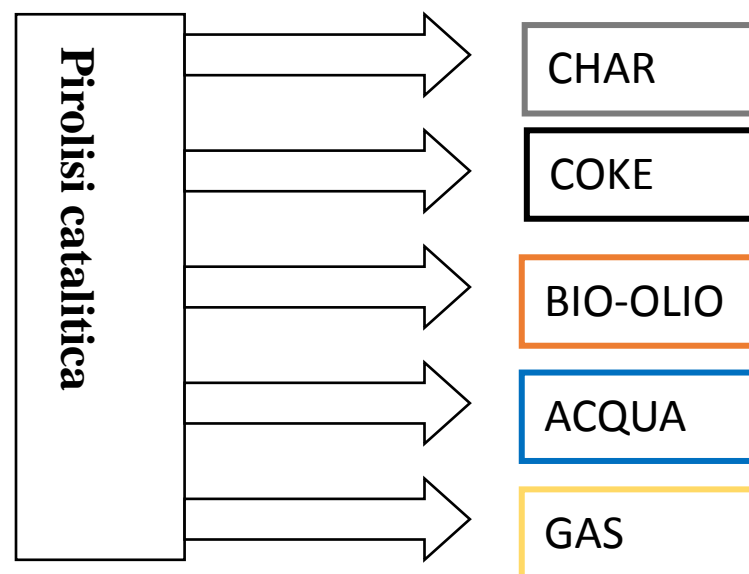 Pirolisi catalitica
CHAR
COKE
BIO-OLIO
ACQUA
GAS